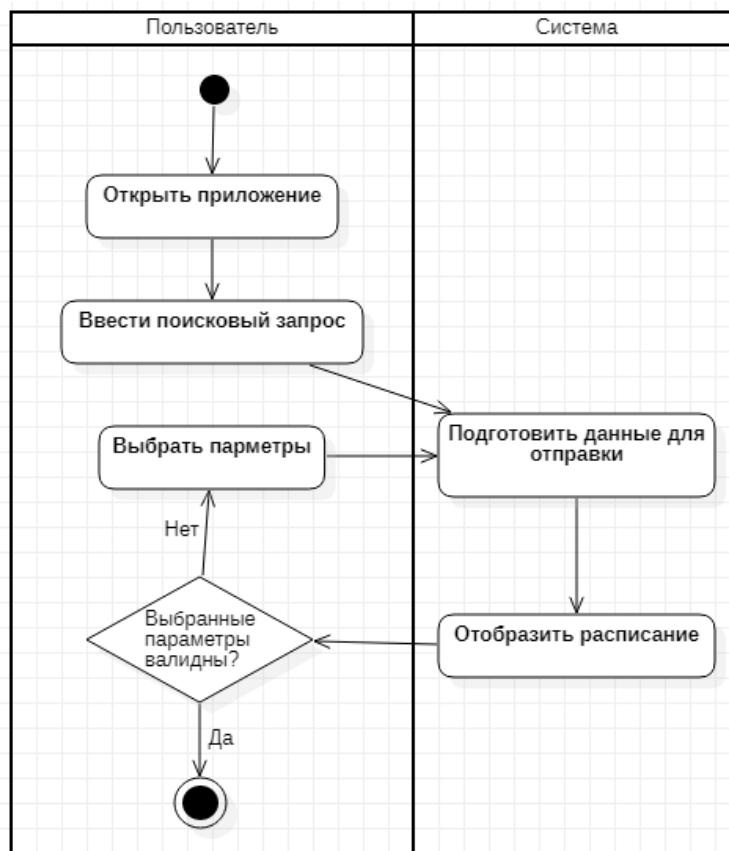 Пользователь
Система
Открыть приложение
Ввести поисковый запрос
Подготовить данные для
отправки
Выбрать парметры
Нет
Выбранные
параметры
валидны?
Отобразить расписание
Да